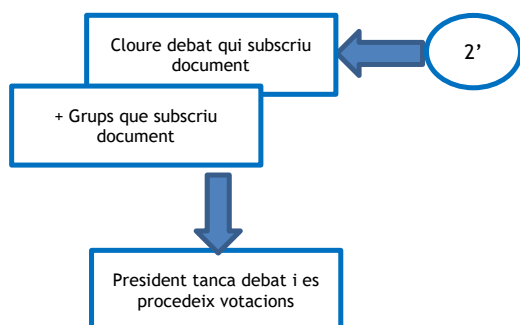 Cloure debat qui subscriu
document
2’
+ Grups que subscriu
document
President tanca debat i es
procedeix votacions